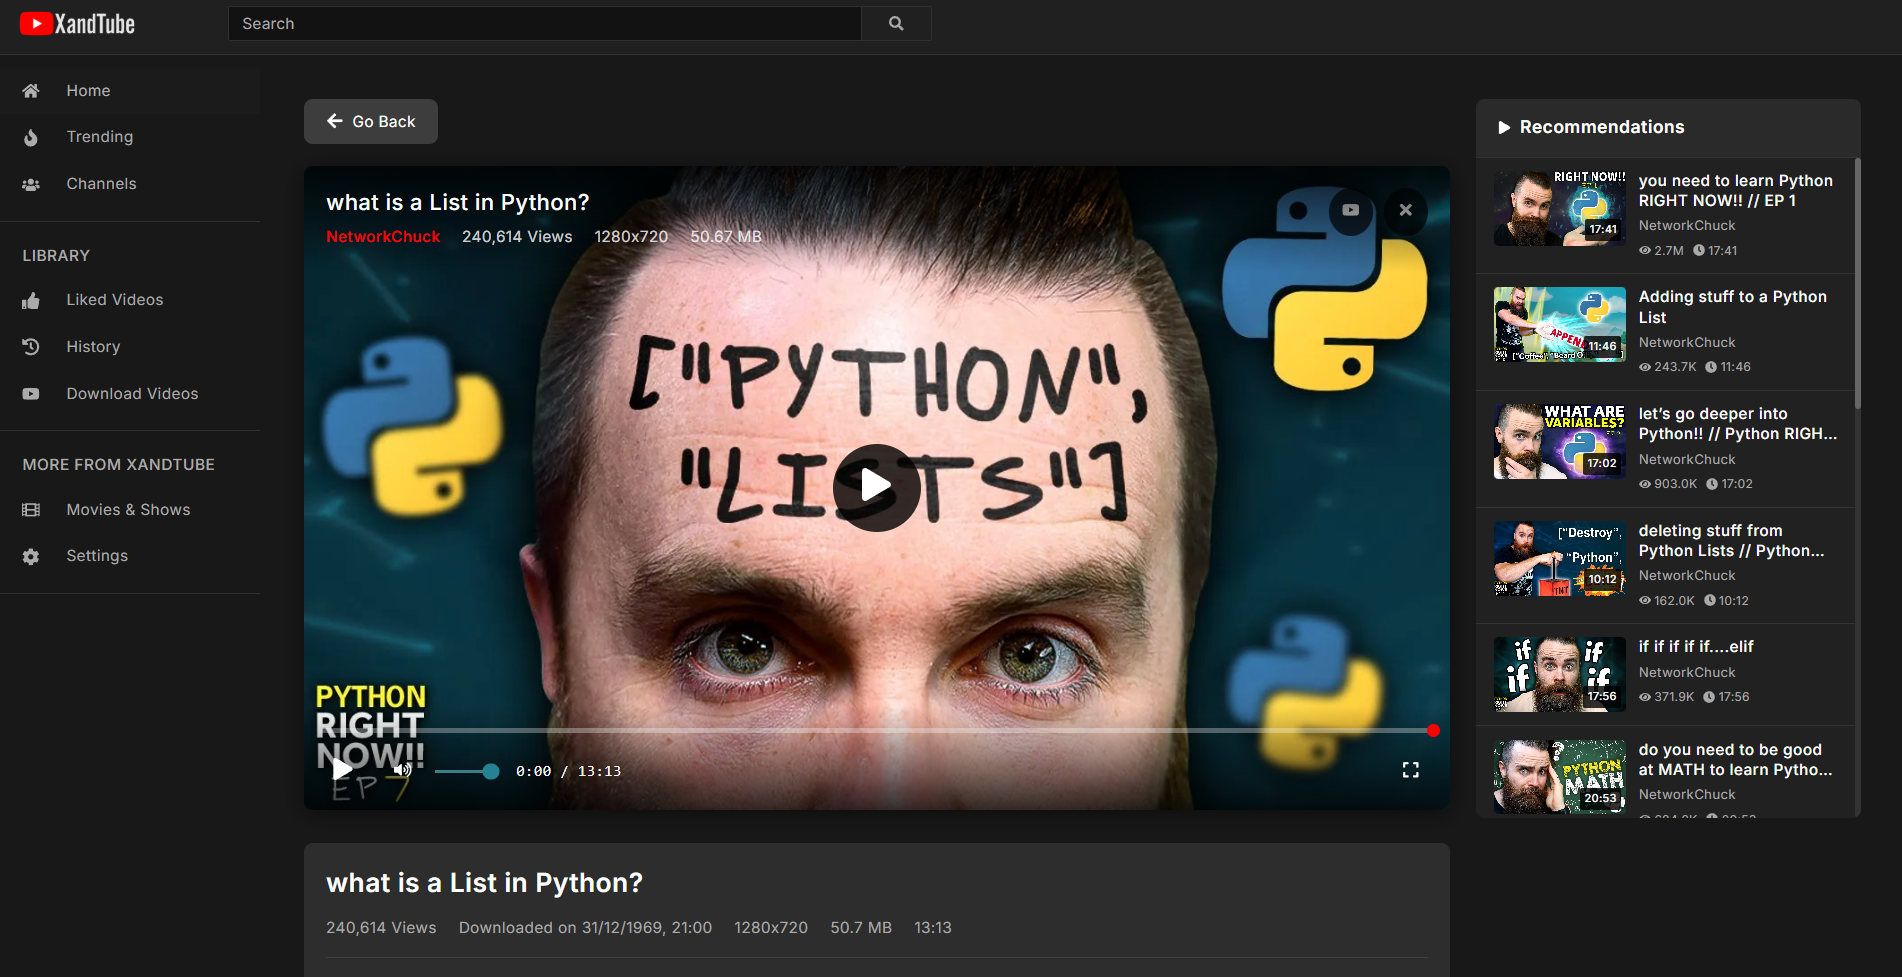 XandTube
Search
Home
Trending
Channels
LIBRARY
Liked Videos
History
Download Videos
MORE FROM XANDTUBE
Movies & Shows
Settings
Go Back
what is a List in Python?
NetworkChuck 240,614 Views 1280x720 50.67 MB
["PYTHON",
"LISTS"]
PYTHON
RIGHT
NOW!!
EP 7
0:00 / 13:13
what is a List in Python?
240,614 Views Downloaded on 31/12/1969, 21:00 1280x720 50.7 MB 13:13
Recommendations
RIGHT NOW!!
17:41
you need to learn Python
RIGHT NOW!! // EP 1
NetworkChuck
2.7M 17:41
11:46
Adding stuff to a Python
List
NetworkChuck
243.7K 11:46
WHAT ARE
VARIABLES?
17:02
let's go deeper into
Python!! // Python RIGH...
NetworkChuck
903.0K 17:02
["Destroy",
"Python",
10:12
TNT
deleting stuff from
Python Lists // Python...
NetworkChuck
162.0K 10:12
if if
if if
17:56
if if if if if....elif
NetworkChuck
371.9K 17:56
PYTHON
MATH
20:53
do you need to be good
at MATH to learn Pytho...
NetworkChuck